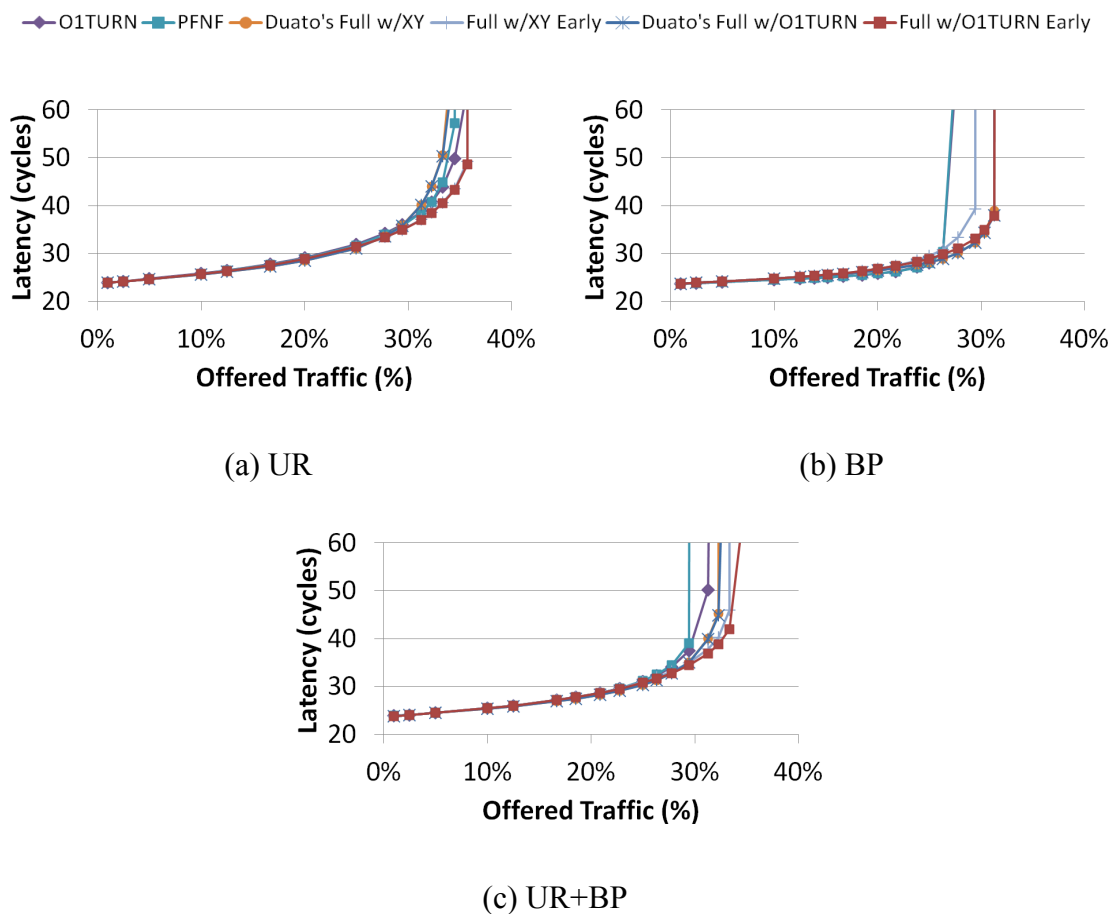 O1TURN PFNF Duato's Full w/XY Full w/XY Early Duato's Full w/O1TURN Full w/O1TURN Early
Latency (cycles)
60
50
40
30
20
0% 10% 20% 30% 40%
Offered Traffic (%)
(a) UR
Latency (cycles)
60
50
40
30
20
0% 10% 20% 30% 40%
Offered Traffic (%)
(b) BP
Latency (cycles)
60
50
40
30
20
0% 10% 20% 30% 40%
Offered Traffic (%)
(c) UR+BP